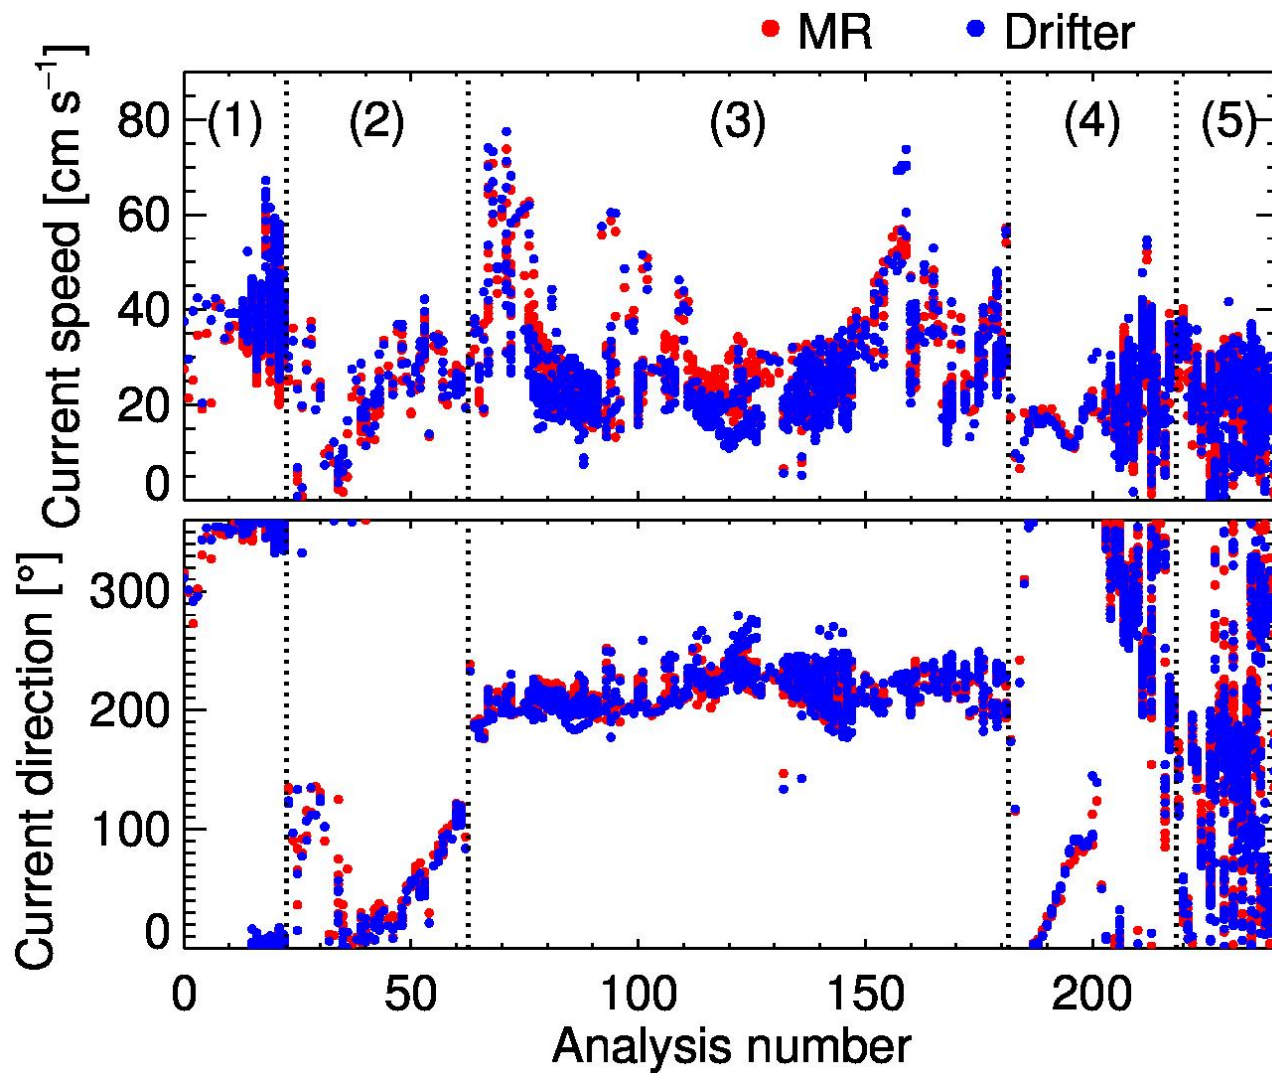 MR Drifter
(1) (2) (3) (4) (5)
Current speed [cm s⁻¹]
80
60
40
20
0
Current direction [°]
300
200
100
0
0 50 100 150 200
Analysis number